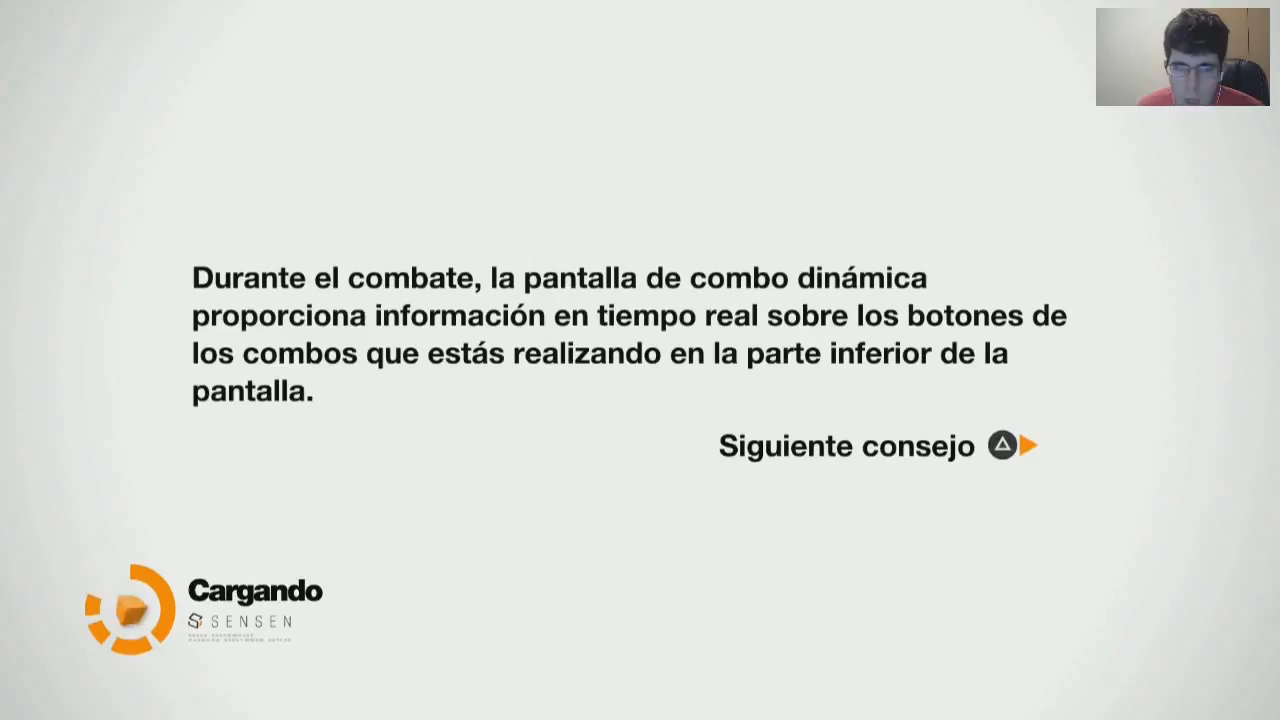 Durante el combate, la pantalla de combo dinámica
proporciona información en tiempo real sobre los botones de
los combos que estás realizando en la parte inferior de la
pantalla.
Siguiente consejo
Cargando
SENSEN